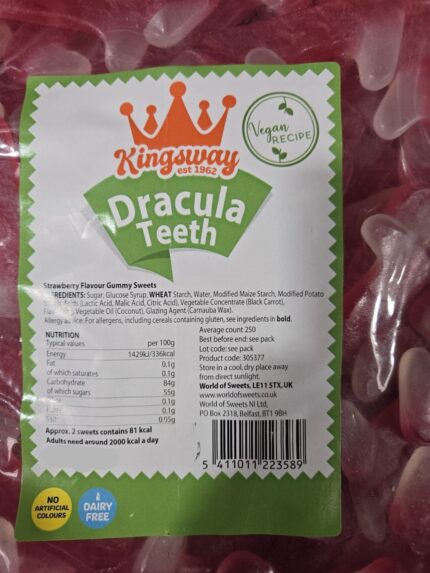 Kingsway
est 1962
Vegan
RECIPE
Dracula
Teeth
Strawberry Flavour Gummy Sweets
INGREDIENTS: Sugar, Glucose Syrup, WHEAT Starch, Water, Modified Maize Starch, Modified Potato
Acids (Lactic Acid, Malic Acid, Citric Acid), Vegetable Concentrate (Black Carrot),
Vegetable Oil (Coconut), Glazing Agent (Carnauba Wax).
Allergy For allergens, including cereals containing gluten, see ingredients in bold.
NUTRITION
Typical values per 100g
Energy 1429kJ/336kcal
Fat 0.1g
of which saturates 0.1g
Carbohydrate 84g
of which sugars 55g
0.1g
0.1g
0.05g
Approx. 2 sweets contains 81 kcal
Adults need around 2000 kcal a day
Average count 250
Best before end: see pack
Lot code: see pack
Product code: 305377
Store in a cool, dry place away
from direct sunlight.
World of Sweets, LE11 5TX, UK
www.worldofsweets.co.uk
World of Sweets NI Ltd,
PO Box 2318, Belfast, BT1 9BH
5 411011 223589
NO
ARTIFICIAL
COLOURS
DAIRY
FREE